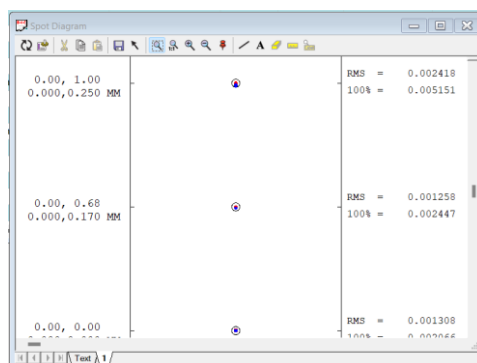 Spot Diagram
A
0.00, 1.00
0.000,0.250 MM
RMS = 0.002418
100% = 0.005151
0.00, 0.68
0.000,0.170 MM
RMS = 0.001258
100% = 0.002447
0.00, 0.00
RMS = 0.001308
Text 1